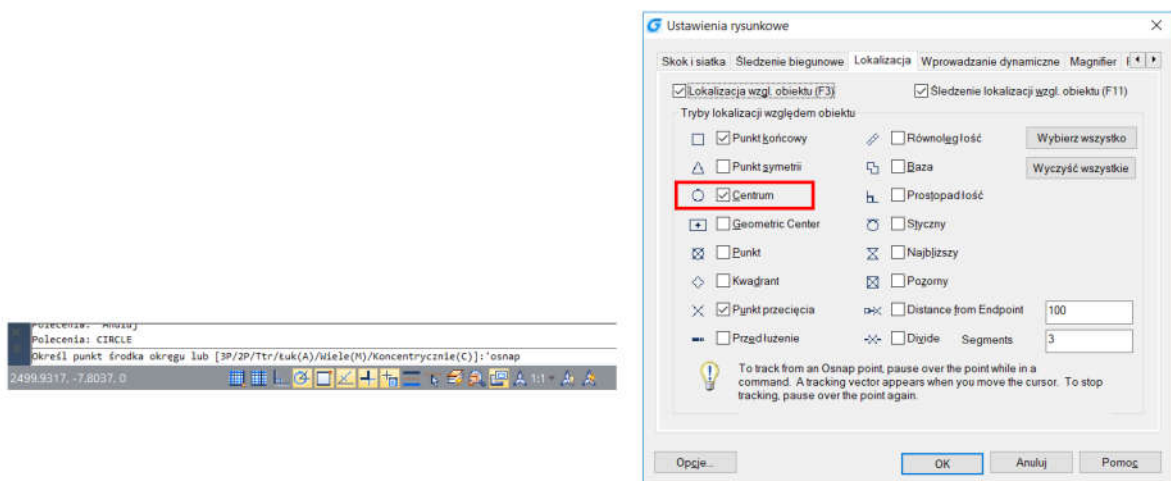 Polecenia: Anuluj
Polecenia: CIRCLE
Określ punkt środka okręgu lub [3P/2P/Ttr/Łuk(A)/Wiele(M)/Koncentrycznie(C)]:'osnap
2499.9317, -7.8037, 0
1:1
Ustawienia rysunkowe
Skok i siatka Śledzenie biegunowe Lokalizacja Wprowadzanie dynamiczne Magnifier
Lokalizacja wzgl. obiektu (F3) Śledzenie lokalizacji wzgl. obiektu (F11)
Tryby lokalizacji względem obiektu
Punkt końcowy Równoległość Wybierz wszystko
Punkt symetrii Baza Wyczyść wszystkie
Centrum Prostopadłość
Geometric Center Styczny
Punkt Najbliższy
Kwadrant Pozorny
Punkt przecięcia Distance from Endpoint 100
Przedłużenie Divide Segments 3
To track from an Osnap point, pause over the point while in a
command. A tracking vector appears when you move the cursor. To stop
tracking, pause over the point again.
Opcje... OK Anuluj Pomoc